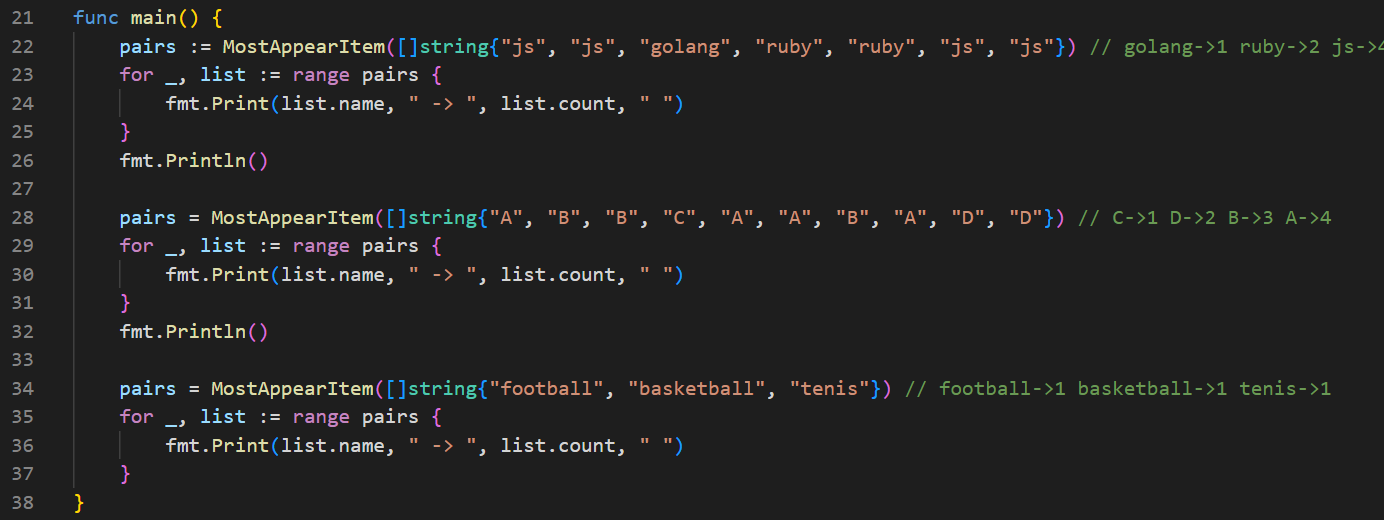 21 func main() {
22 pairs := MostAppearItem([]string{"js", "js", "golang", "ruby", "ruby", "js", "js"}) // golang->1 ruby->2 js->4
23 for _, list := range pairs {
24 fmt.Print(list.name, " -> ", list.count, " ")
25 }
26 fmt.Println()
27
28 pairs = MostAppearItem([]string{"A", "B", "B", "C", "A", "A", "B", "A", "D", "D"}) // C->1 D->2 B->3 A->4
29 for _, list := range pairs {
30 fmt.Print(list.name, " -> ", list.count, " ")
31 }
32 fmt.Println()
33
34 pairs = MostAppearItem([]string{"football", "basketball", "tenis"}) // football->1 basketball->1 tenis->1
35 for _, list := range pairs {
36 fmt.Print(list.name, " -> ", list.count, " ")
37 }
38 }